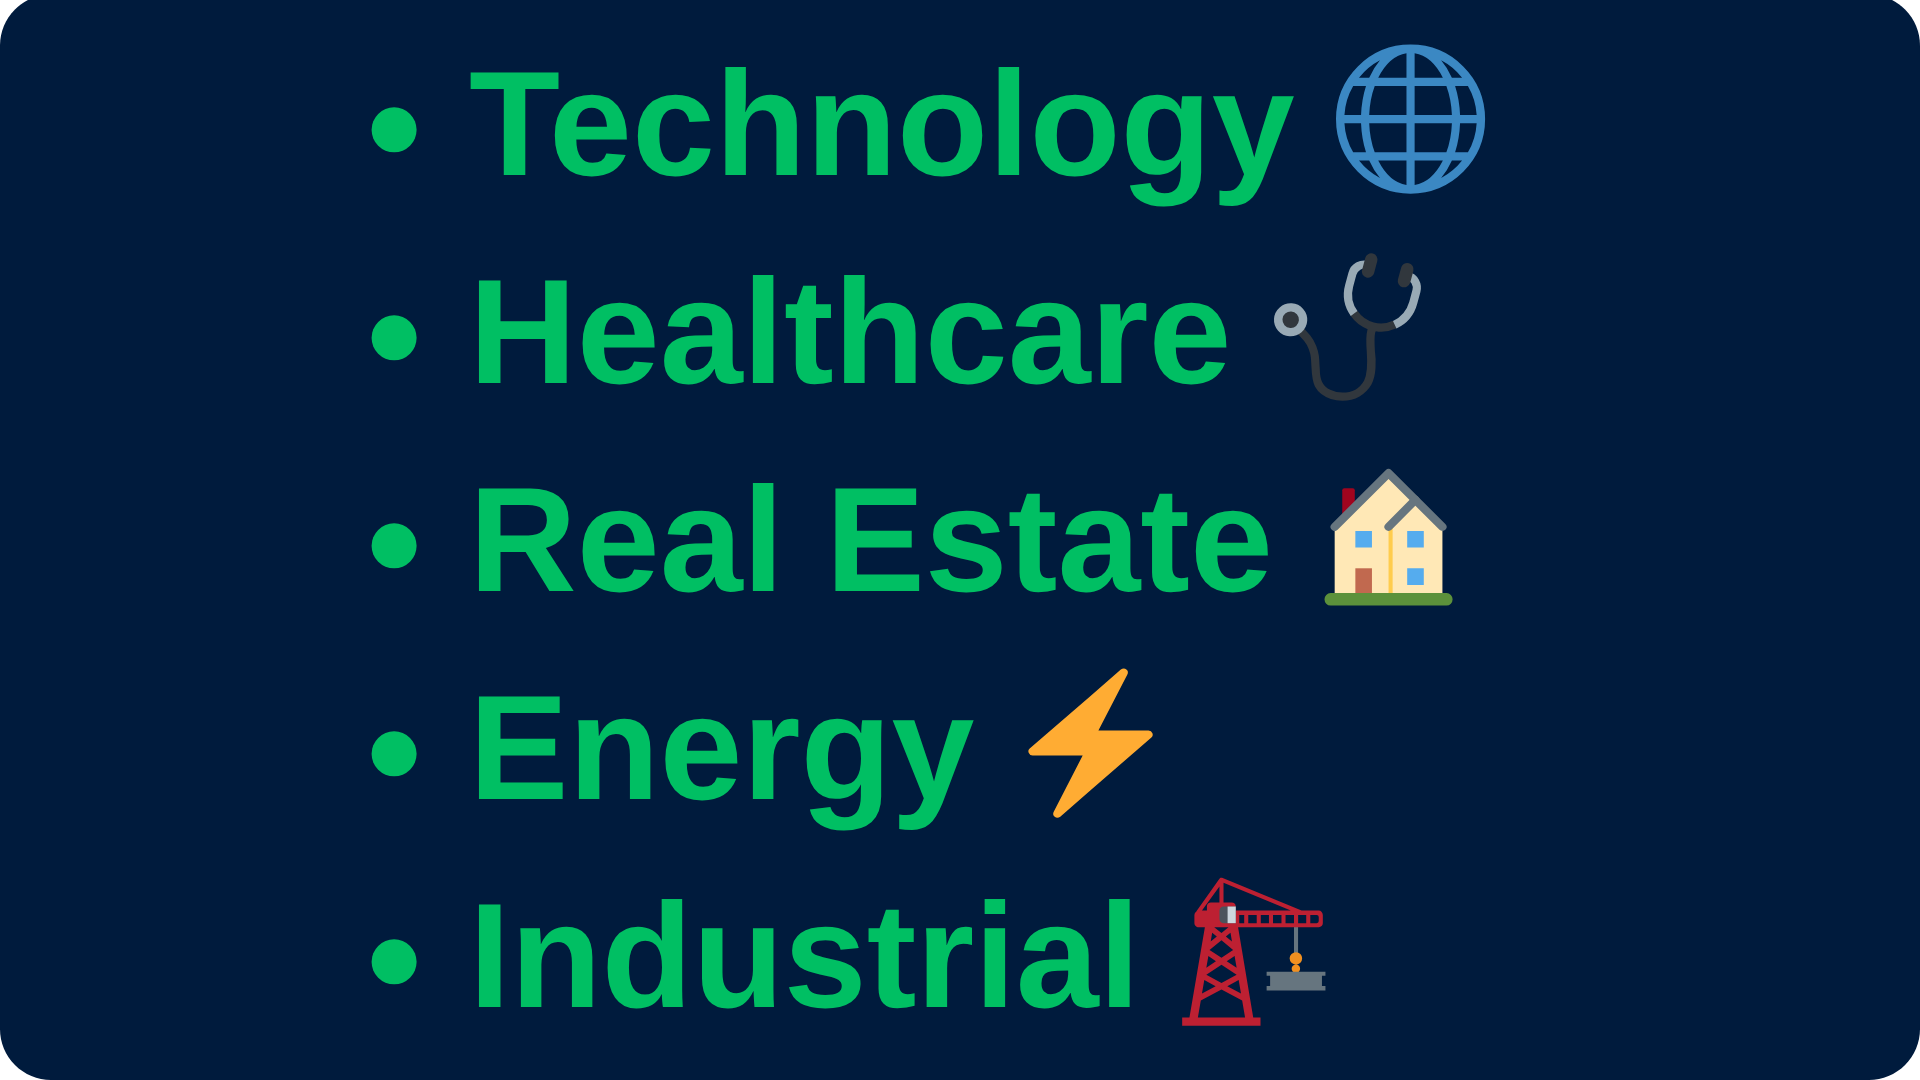 • Technology 🌐
• Healthcare 🩺
• Real Estate 🏠
• Energy ⚡
• Industrial 🏗